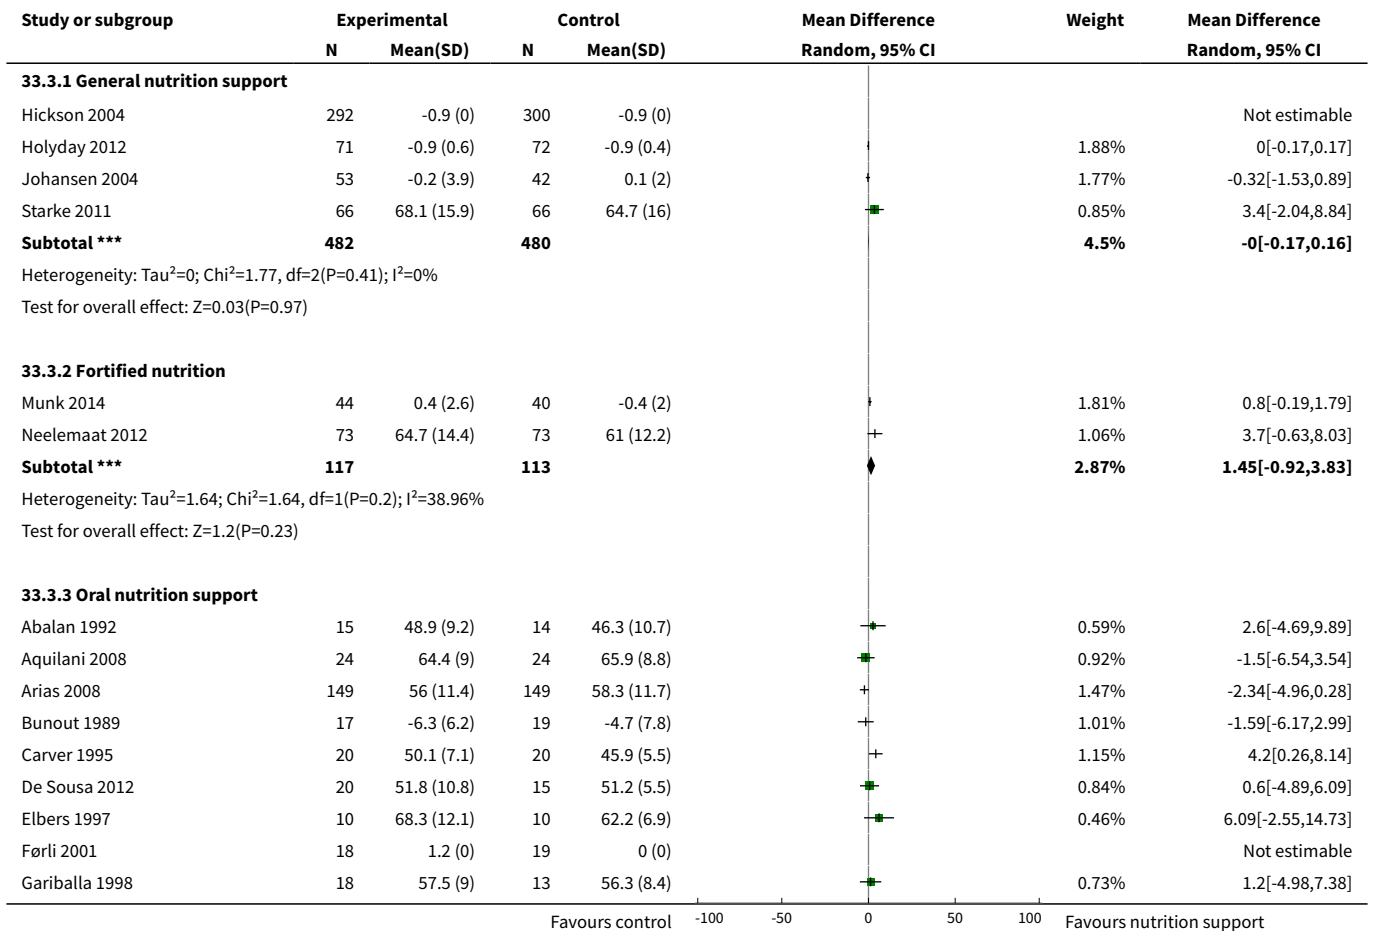 Study or subgroup Experimental Control Mean Difference Weight Mean Difference
N Mean(SD) N Mean(SD) Random, 95% CI Random, 95% CI
33.3.1 General nutrition support
Hickson 2004 292 -0.9 (0) 300 -0.9 (0) Not estimable
Holyday 2012 71 -0.9 (0.6) 72 -0.9 (0.4) 1.88% 0[-0.17,0.17]
Johansen 2004 53 -0.2 (3.9) 42 0.1 (2) 1.77% -0.32[-1.53,0.89]
Starke 2011 66 68.1 (15.9) 66 64.7 (16) 0.85% 3.4[-2.04,8.84]
Subtotal *** 482 480 4.5% -0[-0.17,0.16]
Heterogeneity: Tau²=0; Chi²=1.77, df=2(P=0.41); I²=0%
Test for overall effect: Z=0.03(P=0.97)
33.3.2 Fortified nutrition
Munk 2014 44 0.4 (2.6) 40 -0.4 (2) 1.81% 0.8[-0.19,1.79]
Neelemaat 2012 73 64.7 (14.4) 73 61 (12.2) 1.06% 3.7[-0.63,8.03]
Subtotal *** 117 113 2.87% 1.45[-0.92,3.83]
Heterogeneity: Tau²=1.64; Chi²=1.64, df=1(P=0.2); I²=38.96%
Test for overall effect: Z=1.2(P=0.23)
33.3.3 Oral nutrition support
Abalan 1992 15 48.9 (9.2) 14 46.3 (10.7) 0.59% 2.6[-4.69,9.89]
Aquilani 2008 24 64.4 (9) 24 65.9 (8.8) 0.92% -1.5[-6.54,3.54]
Arias 2008 149 56 (11.4) 149 58.3 (11.7) 1.47% -2.34[-4.96,0.28]
Bunout 1989 17 -6.3 (6.2) 19 -4.7 (7.8) 1.01% -1.59[-6.17,2.99]
Carver 1995 20 50.1 (7.1) 20 45.9 (5.5) 1.15% 4.2[0.26,8.14]
De Sousa 2012 20 51.8 (10.8) 15 51.2 (5.5) 0.84% 0.6[-4.89,6.09]
Elbers 1997 10 68.3 (12.1) 10 62.2 (6.9) 0.46% 6.09[-2.55,14.73]
Førli 2001 18 1.2 (0) 19 0 (0) Not estimable
Gariballa 1998 18 57.5 (9) 13 56.3 (8.4) 0.73% 1.2[-4.98,7.38]
Favours control -100 -50 0 50 100 Favours nutrition support